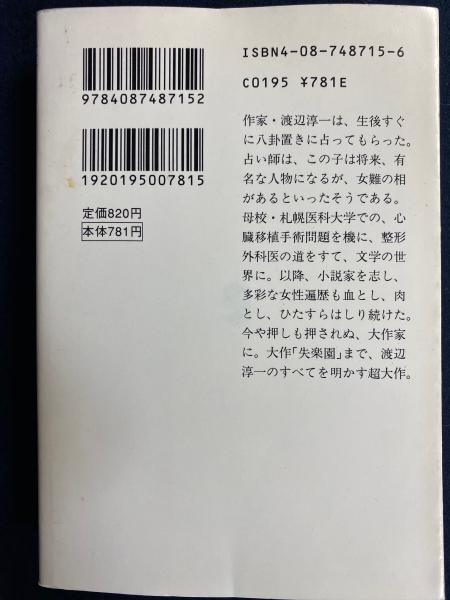 ISBN4-08-748715-6
C0195 ¥781E
9784087487152
1920195007815
定価820円
本体781円
作家・渡辺淳一は、生後すぐ
に八卦置きに占ってもらった。
占い師は、この子は将来、有
名な人物になるが、女難の相
があるといったそうである。
母校・札幌医科大学での、心
臓移植手術問題を機に、整形
外科医の道をすて、文学の世
界に。以降、小説家を志し、
多彩な女性遍歴も血とし、肉
とし、ひたすらはしり続けた。
今や押しも押されぬ、大作家
に。大作「失楽園」まで、渡辺
淳一のすべてを明かす超大作。